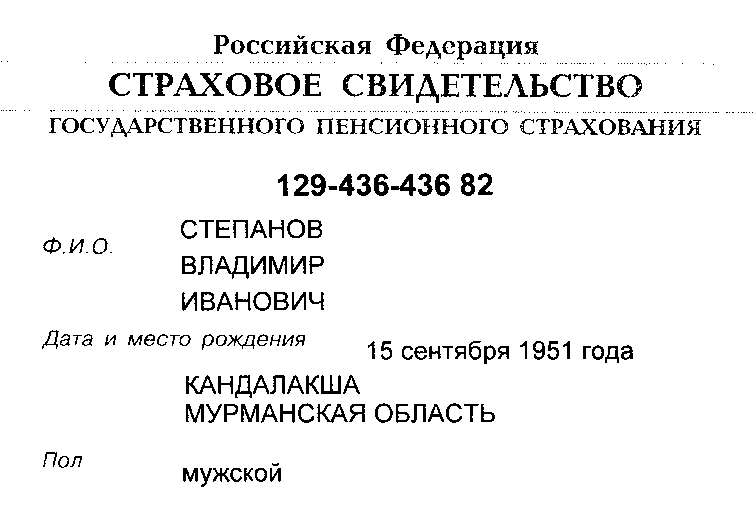 Российская Федерация
СТРАХОВОЕ СВИДЕТЕЛЬСТВО
ГОСУДАРСТВЕННОГО ПЕНСИОННОГО СТРАХОВАНИЯ
129-436-436 82
Ф.И.О.
СТЕПАНОВ
ВЛАДИМИР
ИВАНОВИЧ
Дата и место рождения
15 сентября 1951 года
КАНДАЛАКША
МУРМАНСКАЯ ОБЛАСТЬ
Пол
мужской